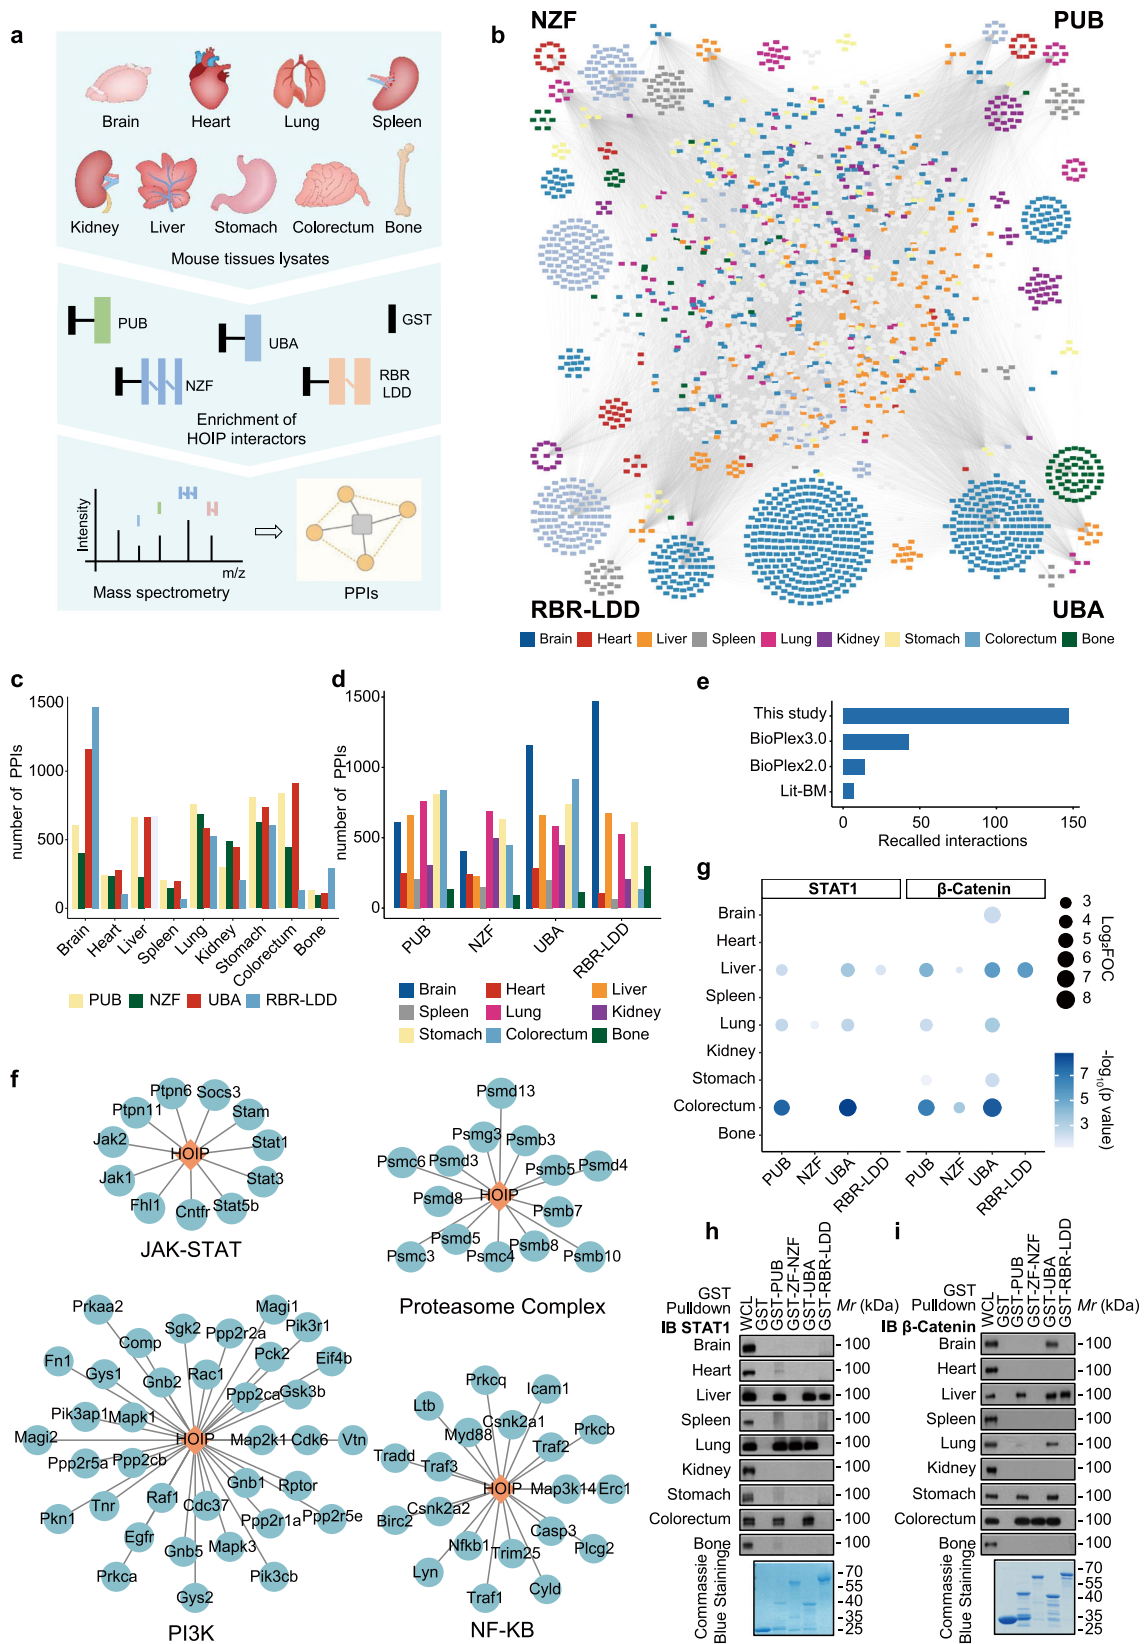 a
Brain
Heart
Lung
Spleen
Kidney
Liver
Stomach
Colorectum
Bone
Mouse tissues lysates
PUB
UBA
GST
NZF
RBR
LDD
Enrichment of
HOIP interactors
Intensity
m/z
Mass spectrometry
PPIs
b
NZF
PUB
RBR-LDD
UBA
Brain Heart Liver Spleen Lung Kidney Stomach Colorectum Bone
c
number of PPIs
1500
1000
500
0
Brain
Heart
Liver
Spleen
Lung
Kidney
Stomach
Colorectum
Bone
PUB NZF UBA RBR-LDD
d
number of PPIs
1500
1000
500
0
PUB
NZF
UBA
RBR-LDD
Brain Heart Liver
Spleen Lung Kidney
Stomach Colorectum Bone
e
This study
BioPlex3.0
BioPlex2.0
Lit-BM
0 50 100 150
Recalled interactions
g
STAT1
β-Catenin
Brain
Heart
Liver
Spleen
Lung
Kidney
Stomach
Colorectum
Bone
PUB
NZF
UBA
RBR-LDD
PUB
NZF
UBA
RBR-LDD
3
4
5
6
7
8
Log₂FOC
7
5
3
-log₁₀(p value)
f
Ptpn6
Socs3
Ptpn11
Stam
Jak2
HOIP
Stat1
Jak1
Stat3
Fhl1
Cntfr
Stat5b
JAK-STAT
Psmd13
Psmg3
Psmb3
Psmc6
Psmd3
Psmb5
Psmd4
Psmd8
HOIP
Psmb7
Psmd5
Psmb8
Psmc3
Psmc4
Psmb10
Proteasome Complex
Prkaa2
Magi1
Sgk2
Ppp2r2a
Pik3r1
Comp
Pck2
Eif4b
Fn1
Gys1
Gnb2
Rac1
Ppp2ca
Gsk3b
Pik3ap1
Mapk1
Magi2
HOIP
Map2k1
Cdk6
Vtn
Ppp2r5a
Ppp2cb
Gnb1
Rptor
Tnr
Raf1
Cdc37
Pkn1
Ppp2r1a
Ppp2r5e
Egfr
Gnb5
Mapk3
Prkca
Pik3cb
Gys2
PI3K
Prkcq
Icam1
Ltb
Csnk2a1
Prkcb
Myd88
Traf2
Tradd
Traf3
HOIP
Map3k14
Erc1
Csnk2a2
Birc2
Casp3
Nfkb1
Trim25
Plcg2
Lyn
Cyld
Traf1
NF-KB
h
GST
Pulldown
IB STAT1
WCL
GST
GST-PUB
GST-ZF-NZF
GST-UBA
GST-RBR-LDD
Mr (kDa)
Brain - 100
Heart - 100
Liver - 100
Spleen - 100
Lung - 100
Kidney - 100
Stomach - 100
Colorectum - 100
Bone - 100
Commassie
Blue Staining
- 70
- 55
- 40
- 35
- 25
i
GST
Pulldown
IB β-Catenin
WCL
GST
GST-PUB
GST-ZF-NZF
GST-UBA
GST-RBR-LDD
Mr (kDa)
Brain - 100
Heart - 100
Liver - 100
Spleen - 100
Lung - 100
Kidney - 100
Stomach - 100
Colorectum - 100
Bone - 100
Commassie
Blue Staining
- 70
- 55
- 40
- 35
- 25